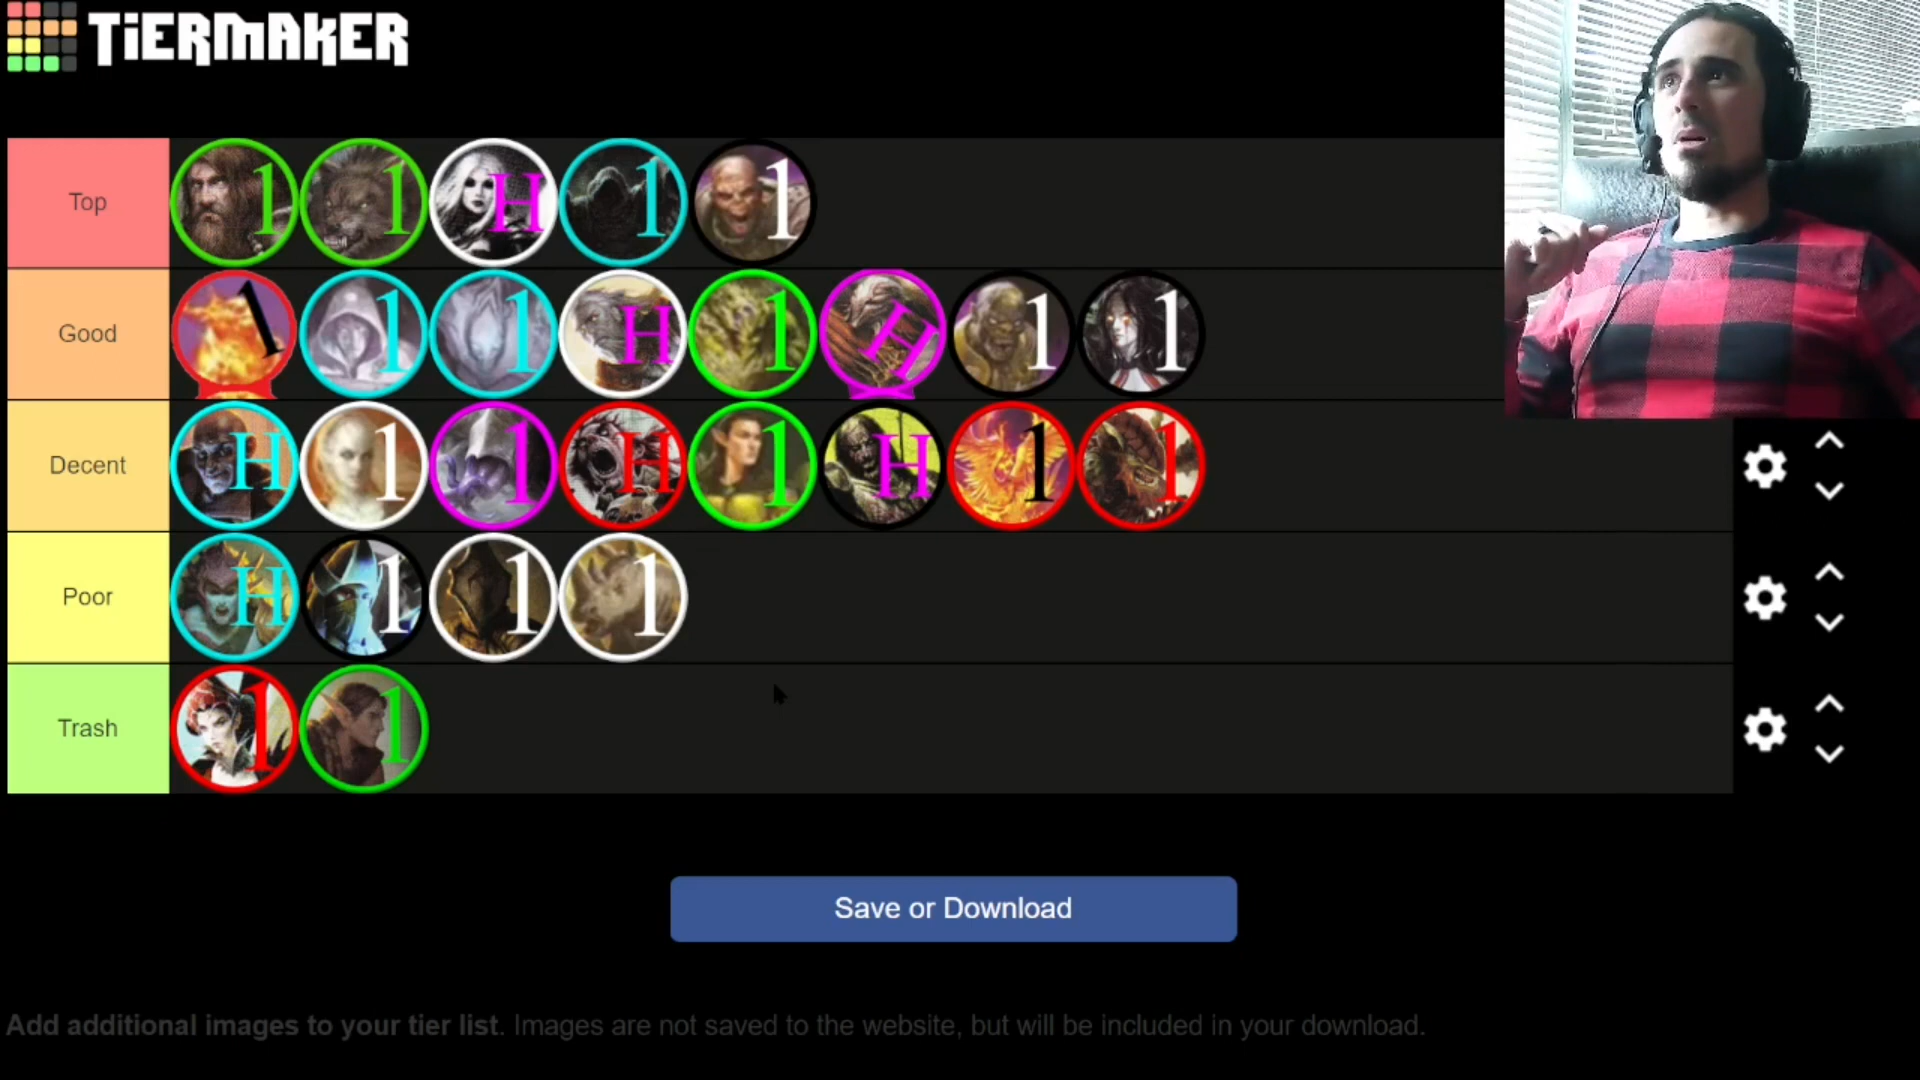 TiERMAKER
Top 1 1 H 1 1
Good 1 1 1 H 1 H 1 1
Decent H 1 1 H 1 H 1 1
Poor H 1 1 1
Trash 1 1
Save or Download
Add additional images to your tier list. Images are not saved to the website, but will be included in your download.